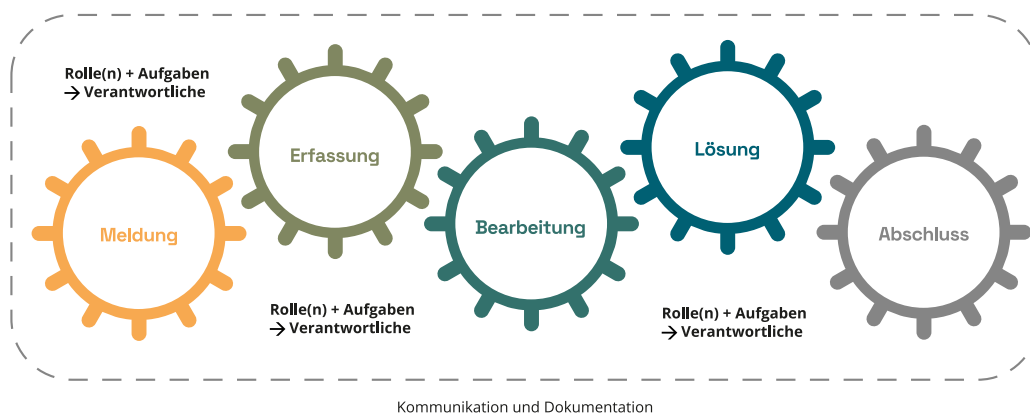 Rolle(n) + Aufgaben
→ Verantwortliche
Meldung
Erfassung
Bearbeitung
Lösung
Abschluss
Rolle(n) + Aufgaben
→ Verantwortliche
Rolle(n) + Aufgaben
→ Verantwortliche
Kommunikation und Dokumentation